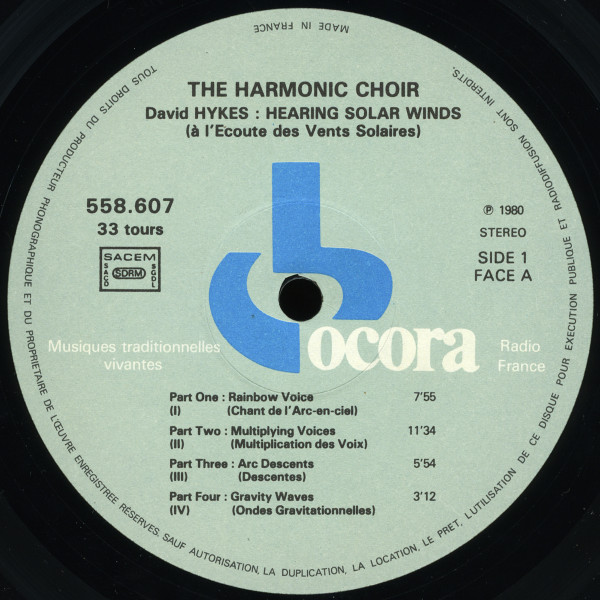 MADE IN FRANCE
THE HARMONIC CHOIR
David HYKES : HEARING SOLAR WINDS
(à l'Ecoute des Vents Solaires)
558.607
33 tours
SACEM
SACD
SDRM
SGDL
℗ 1980
STEREO
SIDE 1
FACE A
ocora
Musiques traditionnelles
vivantes
Radio
France
Part One : Rainbow Voice 7'55
(I) (Chant de l'Arc-en-ciel)
Part Two : Multiplying Voices 11'34
(II) (Multiplication des Voix)
Part Three : Arc Descents 5'54
(III) (Descentes)
Part Four : Gravity Waves 3'12
(IV) (Ondes Gravitationnelles)
TOUS DROITS DU PRODUCTEUR PHONOGRAPHIQUE ET DU PROPRIETAIRE DE L'ŒUVRE ENREGISTREE RÉSERVES. SAUF AUTORISATION, LA DUPLICATION, LA LOCATION, LE PRET, L'UTILISATION DE CE DISQUE POUR EXECUTION PUBLIQUE ET RADIODIFFUSION SONT INTERDITS.